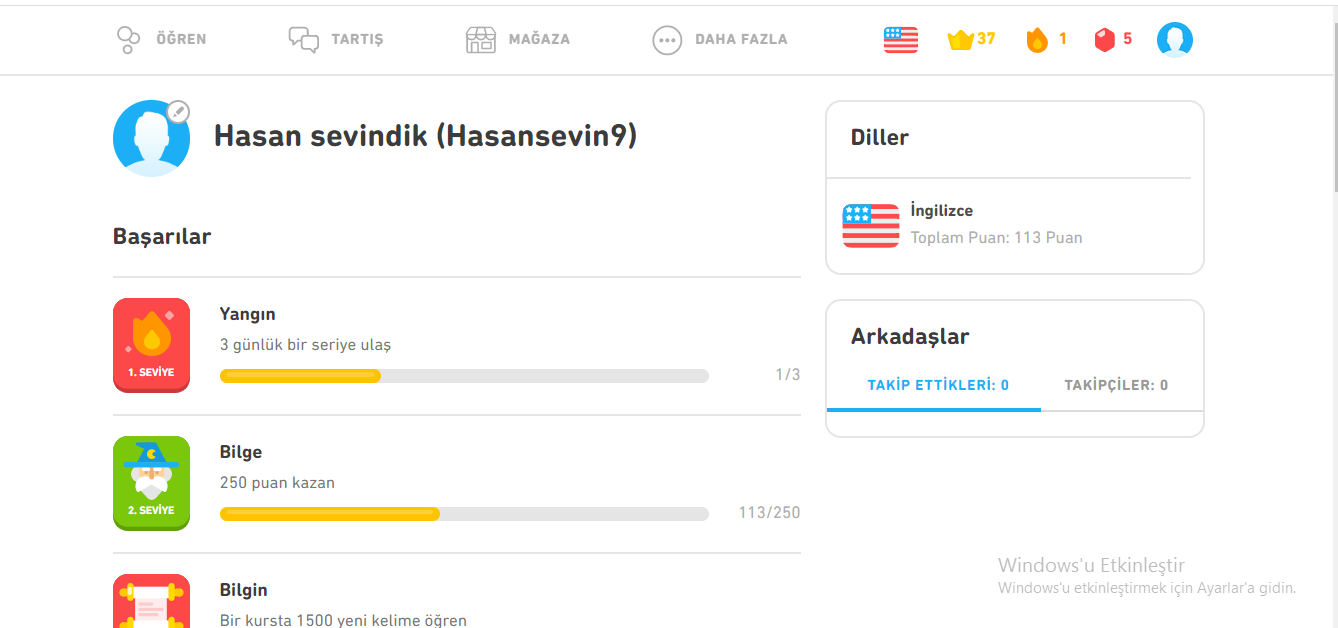 ÖĞREN
TARTIŞ
MAĞAZA
DAHA FAZLA
37
1
5
Hasan sevindik (Hasansevin9)
Başarılar
1. SEVİYE
Yangın
3 günlük bir seriye ulaş
1/3
2. SEVİYE
Bilge
250 puan kazan
113/250
Bilgin
Bir kursta 1500 yeni kelime öğren
Diller
İngilizce
Toplam Puan: 113 Puan
Arkadaşlar
TAKİP ETTİKLERİ: 0
TAKİPÇİLER: 0
Windows'u Etkinleştir
Windows'u etkinleştirmek için Ayarlar'a gidin.